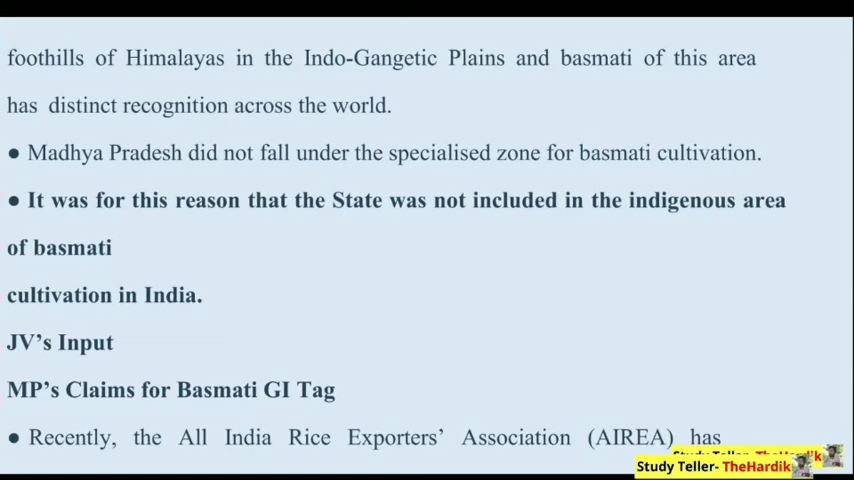 foothills of Himalayas in the Indo-Gangetic Plains and basmati of this area
has distinct recognition across the world.
● Madhya Pradesh did not fall under the specialised zone for basmati cultivation.
● It was for this reason that the State was not included in the indigenous area
of basmati
cultivation in India.
JV’s Input
MP’s Claims for Basmati GI Tag
● Recently, the All India Rice Exporters’ Association (AIREA) has
Study Teller- TheHardik
Study Teller- TheHardik